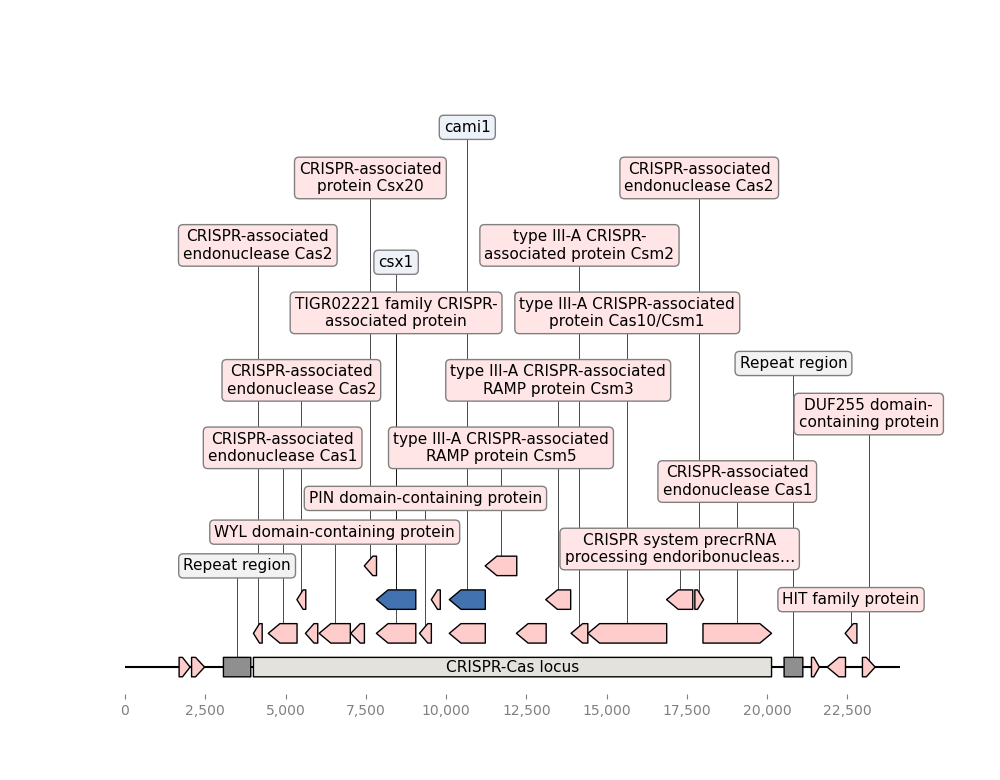 cami1
CRISPR-associated
protein Csx20
CRISPR-associated
endonuclease Cas2
CRISPR-associated
endonuclease Cas2
type III-A CRISPR-
associated protein Csm2
csx1
TIGR02221 family CRISPR-
associated protein
type III-A CRISPR-associated
protein Cas10/Csm1
Repeat region
CRISPR-associated
endonuclease Cas2
type III-A CRISPR-associated
RAMP protein Csm3
DUF255 domain-
containing protein
CRISPR-associated
endonuclease Cas1
type III-A CRISPR-associated
RAMP protein Csm5
CRISPR-associated
endonuclease Cas1
PIN domain-containing protein
WYL domain-containing protein
CRISPR system precrRNA
processing endoribonucleas...
Repeat region
HIT family protein
CRISPR-Cas locus
0
2,500
5,000
7,500
10,000
12,500
15,000
17,500
20,000
22,500